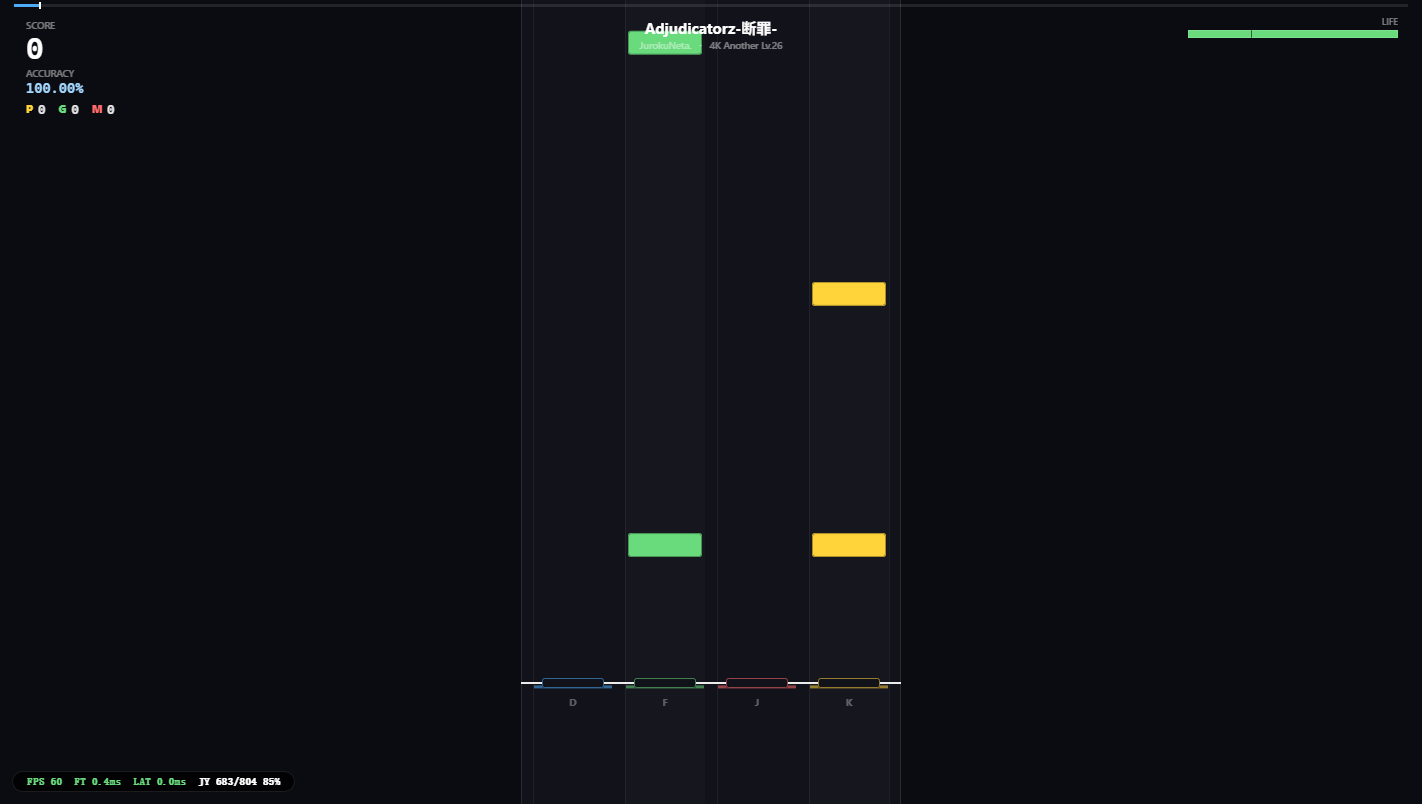 SCORE
0
ACCURACY
100.00%
P 0 G 0 M 0
Adjudicatorz-断罪-
JurokuNeta. 4K Another Lv.26
LIFE
D F J K
FPS 60 FT 0.4ms LAT 0.0ms JY 683/804 85%